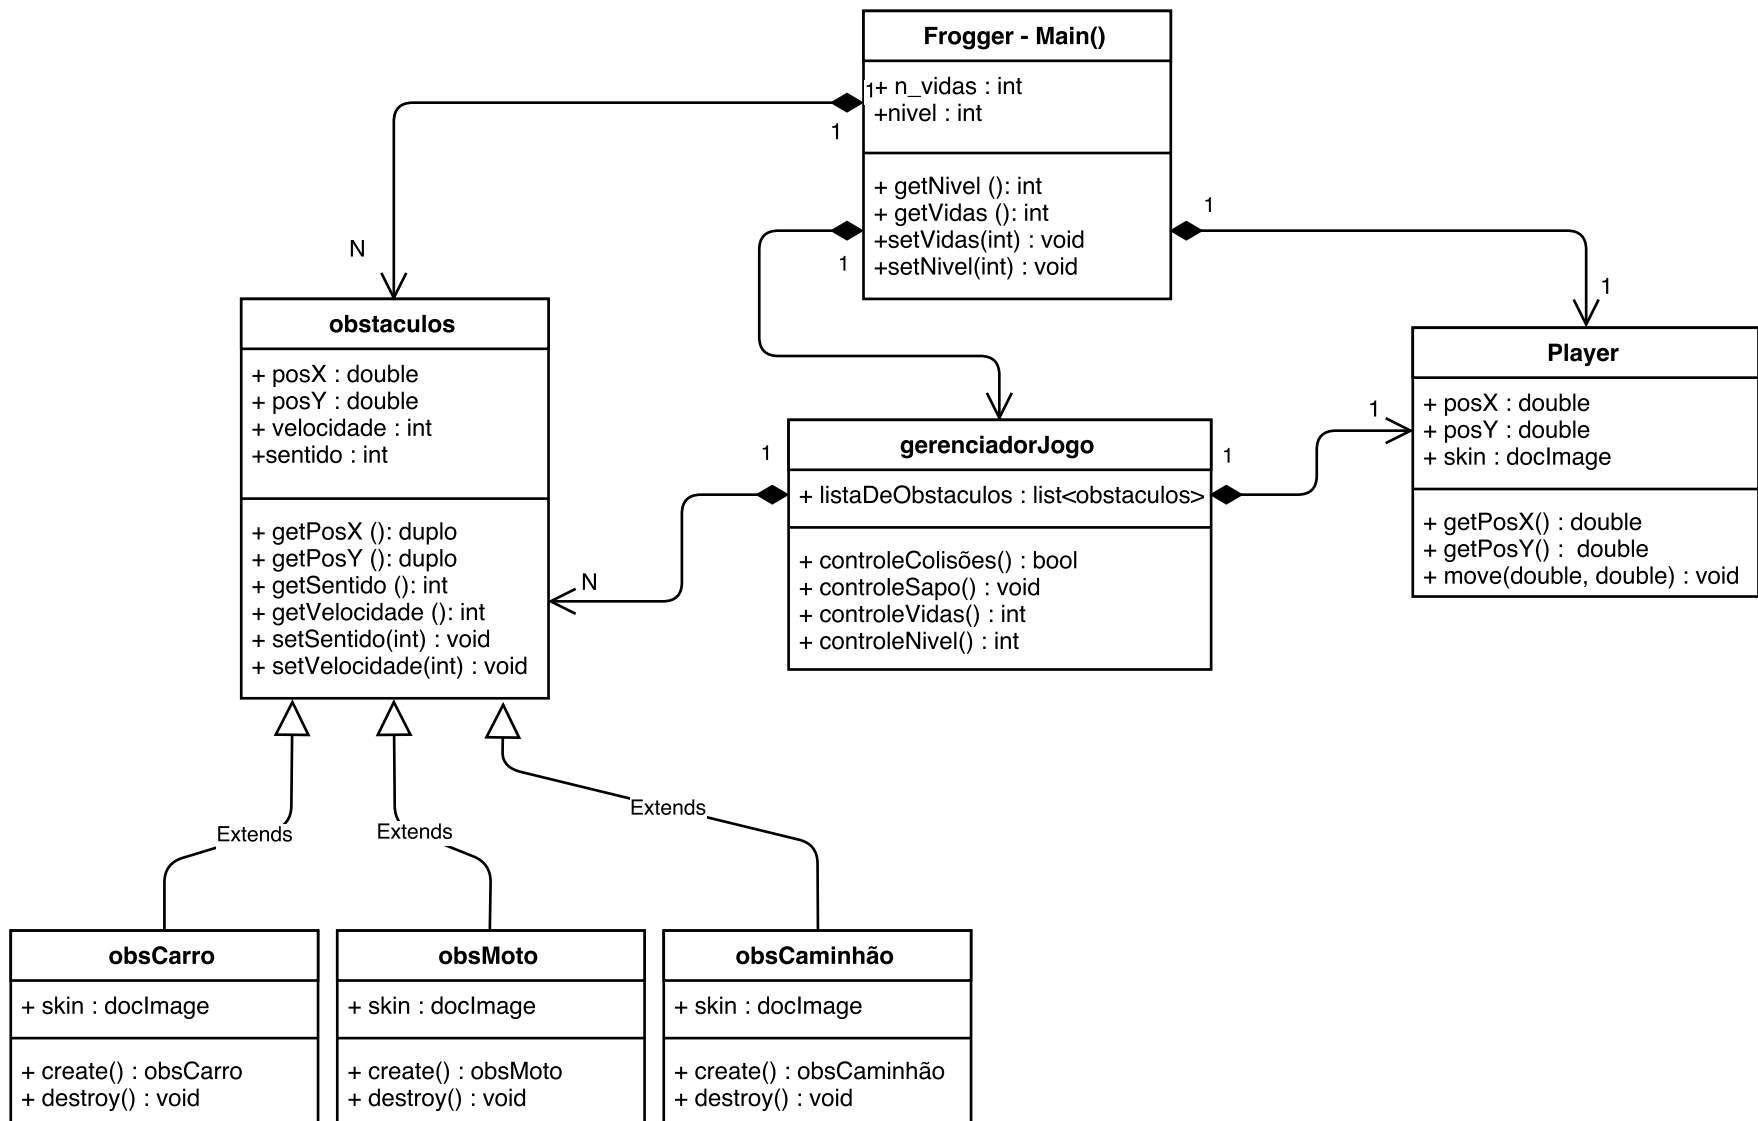 Frogger - Main()
1
+ n_vidas : int
+nivel : int
1
+ getNivel (): int
+ getVidas (): int
+setVidas(int) : void
+setNivel(int) : void
1
1
N
1
obstaculos
+ posX : double
+ posY : double
+ velocidade : int
+sentido : int
+ getPosX (): duplo
+ getPosY (): duplo
+ getSentido (): int
+ getVelocidade (): int
+ setSentido(int) : void
+ setVelocidade(int) : void
1
N
gerenciadorJogo
+ listaDeObstaculos : list<obstaculos>
+ controleColisões() : bool
+ controleSapo() : void
+ controleVidas() : int
+ controleNivel() : int
1
1
Player
+ posX : double
+ posY : double
+ skin : docImage
+ getPosX() : double
+ getPosY() :  double
+ move(double, double) : void
Extends
Extends
Extends
obsCarro
+ skin : docImage
+ create() : obsCarro
+ destroy() : void
obsMoto
+ skin : docImage
+ create() : obsMoto
+ destroy() : void
obsCaminhão
+ skin : docImage
+ create() : obsCaminhão
+ destroy() : void